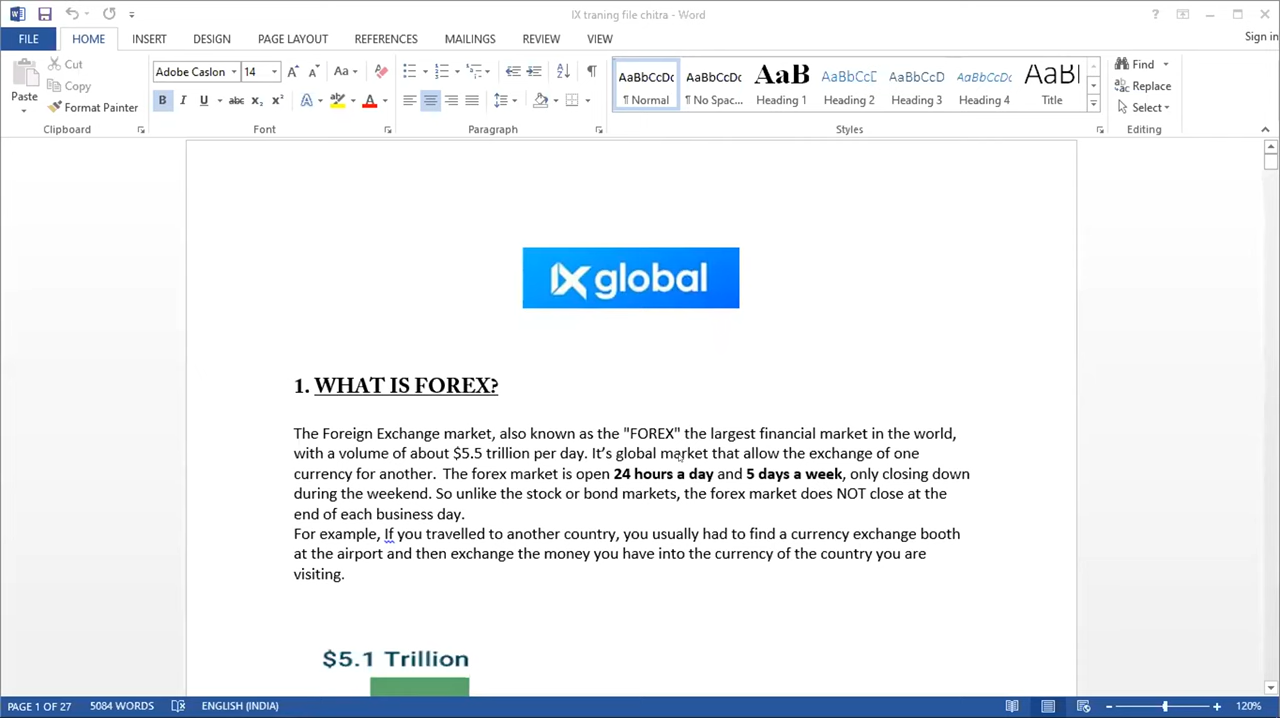 IX traning file chitra - Word
Sign in
FILE HOME INSERT DESIGN PAGE LAYOUT REFERENCES MAILINGS REVIEW VIEW
Paste
Cut
Copy
Format Painter
Clipboard
Adobe Caslon 14
Font
Paragraph
AaBbCcDc AaBbCcDc AaB AaBbCcD AaBbCcD AaBbCcD AaB
¶ Normal ¶ No Spac... Heading 1 Heading 2 Heading 3 Heading 4 Title
Styles
Find
Replace
Select
Editing
IX global
1. WHAT IS FOREX?
The Foreign Exchange market, also known as the "FOREX" the largest financial market in the world,
with a volume of about $5.5 trillion per day. It’s global market that allow the exchange of one
currency for another. The forex market is open 24 hours a day and 5 days a week, only closing down
during the weekend. So unlike the stock or bond markets, the forex market does NOT close at the
end of each business day.
For example, If you travelled to another country, you usually had to find a currency exchange booth
at the airport and then exchange the money you have into the currency of the country you are
visiting.
$5.1 Trillion
PAGE 1 OF 27 5084 WORDS ENGLISH (INDIA) 120%